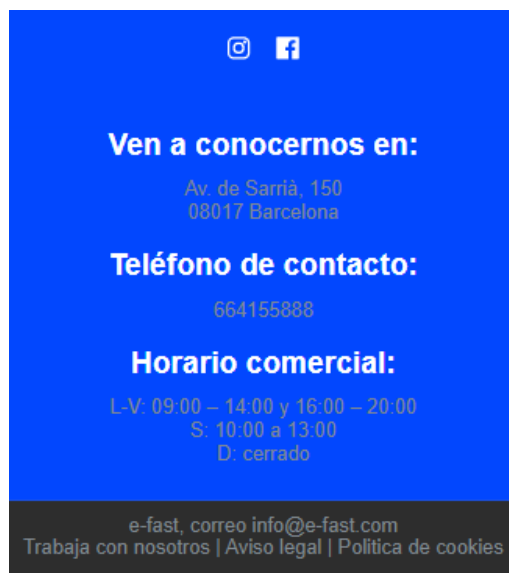 Ven a conocernos en:
Av. de Sarrià, 150
08017 Barcelona
Teléfono de contacto:
664155888
Horario comercial:
L-V: 09:00 – 14:00 y 16:00 – 20:00
S: 10:00 a 13:00
D: cerrado
e-fast, correo info@e-fast.com
Trabaja con nosotros | Aviso legal | Politica de cookies